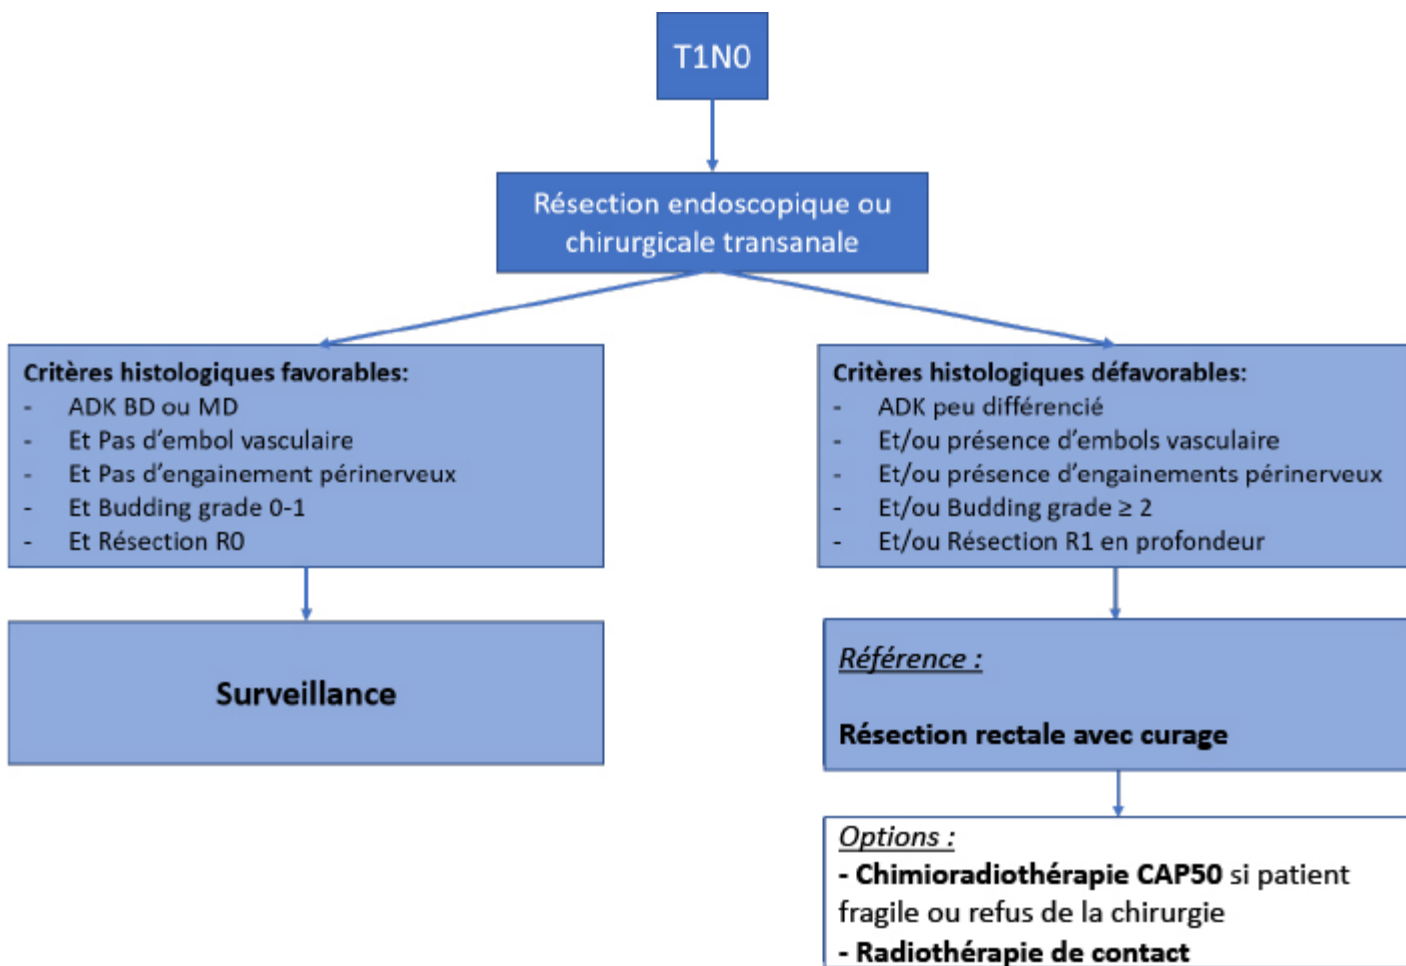 T1N0
Résection endoscopique ou
chirurgicale transanale
Critères histologiques favorables:
- ADK BD ou MD
- Et Pas d'embol vasculaire
- Et Pas d'engainement périnerveux
- Et Budding grade 0-1
- Et Résection R0
Surveillance
Critères histologiques défavorables:
- ADK peu différencié
- Et/ou présence d'embols vasculaire
- Et/ou présence d'engainements périnerveux
- Et/ou Budding grade ≥ 2
- Et/ou Résection R1 en profondeur
Référence :
Résection rectale avec curage
Options :
- Chimioradiothérapie CAP50 si patient
fragile ou refus de la chirurgie
- Radiothérapie de contact